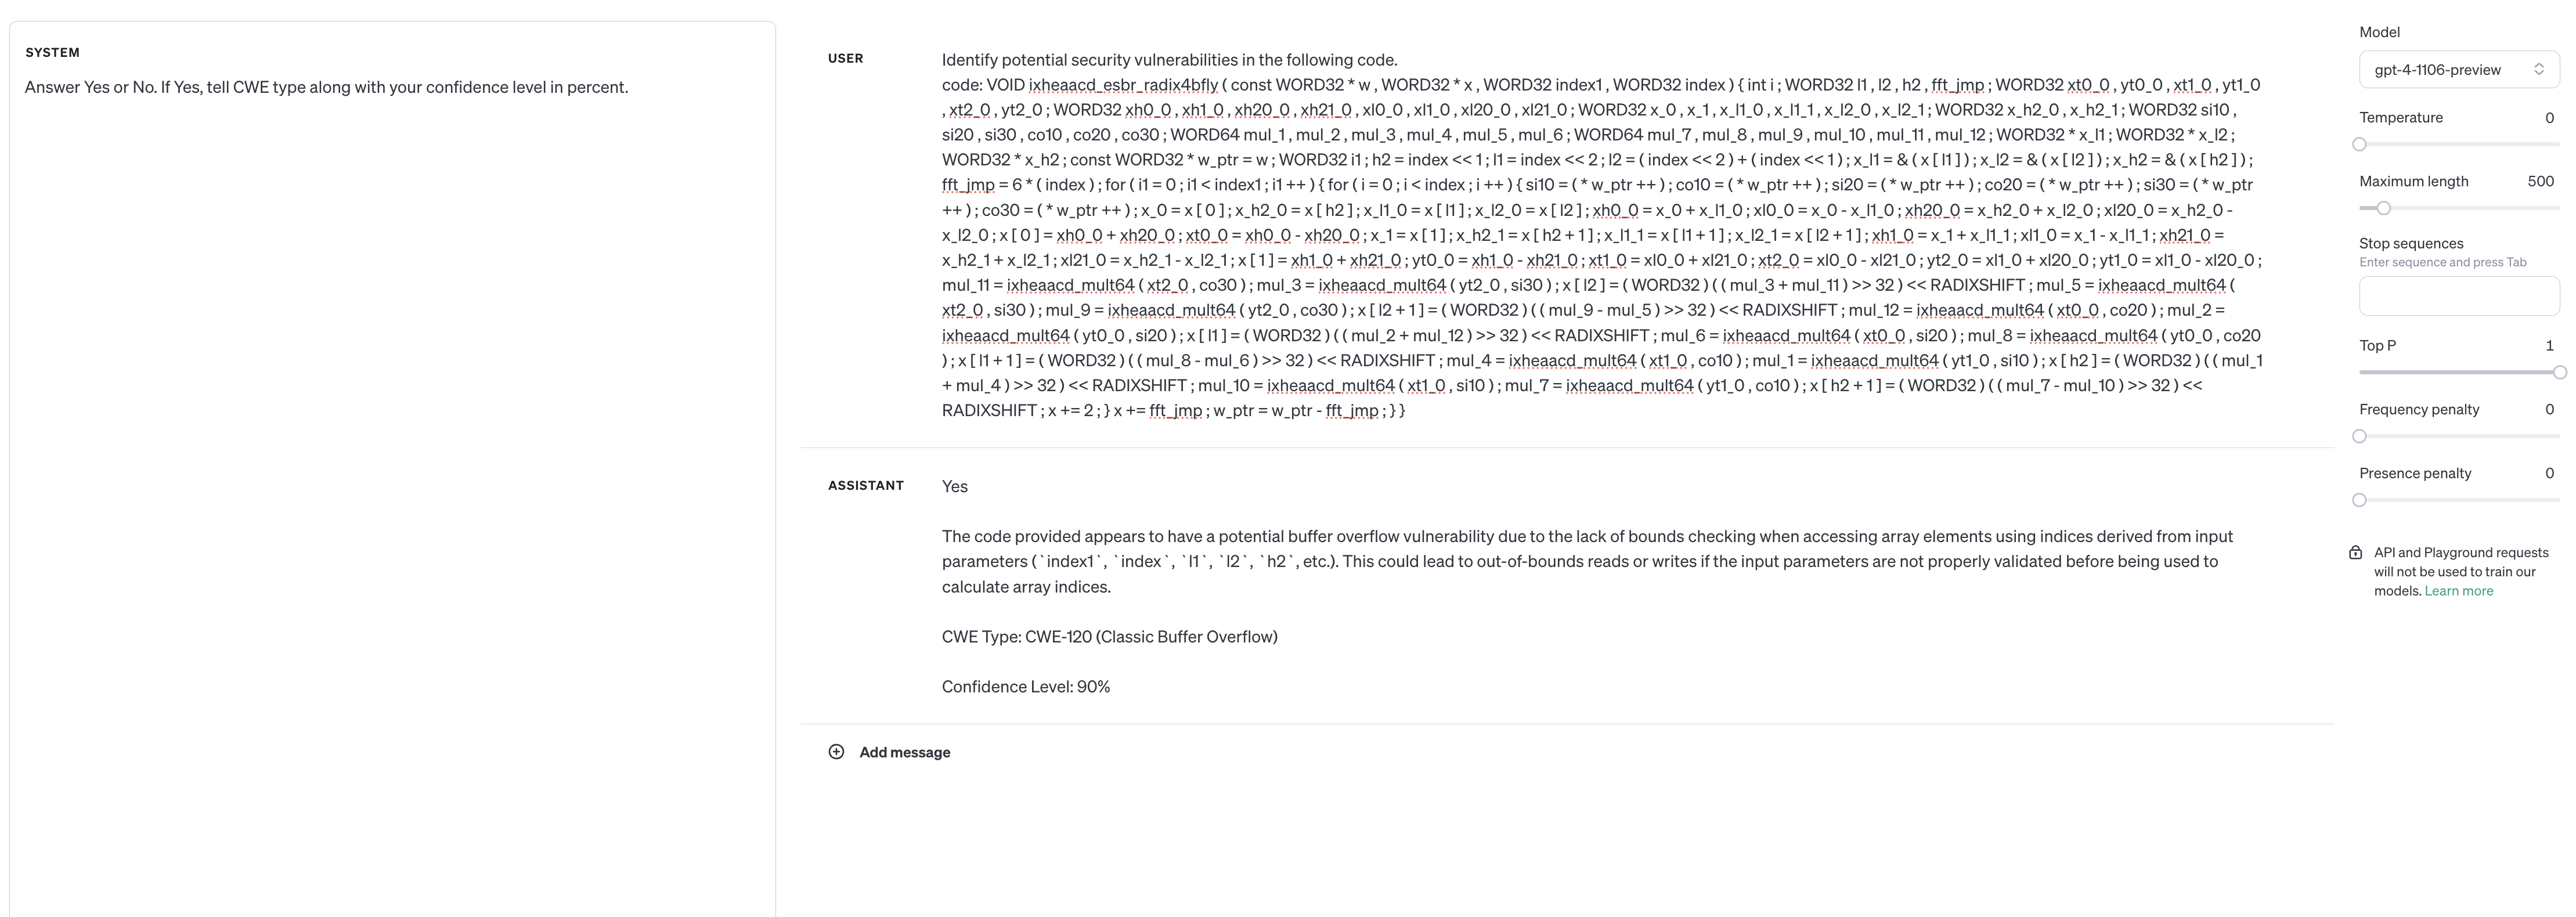 SYSTEM
Answer Yes or No. If Yes, tell CWE type along with your confidence level in percent.
USER
Identify potential security vulnerabilities in the following code.
code: VOID ixheaacd_esbr_radix4bfly ( const WORD32 * w , WORD32 * x , WORD32 index1 , WORD32 index ) { int i ; WORD32 l1 , l2 , h2 , fft_jmp ; WORD32 xt0_0 , yt0_0 , xt1_0 , yt1_0
, xt2_0 , yt2_0 ; WORD32 xh0_0 , xh1_0 , xh20_0 , xh21_0 , xl0_0 , xl1_0 , xl20_0 , xl21_0 ; WORD32 x_0 , x_1 , x_l1_0 , x_l1_1 , x_l2_0 , x_l2_1 ; WORD32 x_h2_0 , x_h2_1 ; WORD32 si10 ,
si20 , si30 , co10 , co20 , co30 ; WORD64 mul_1 , mul_2 , mul_3 , mul_4 , mul_5 , mul_6 ; WORD64 mul_7 , mul_8 , mul_9 , mul_10 , mul_11 , mul_12 ; WORD32 * x_l1 ; WORD32 * x_l2 ;
WORD32 * x_h2 ; const WORD32 * w_ptr = w ; WORD32 i1 ; h2 = index << 1 ; l1 = index << 2 ; l2 = ( index << 2 ) + ( index << 1 ) ; x_l1 = & ( x [ l1 ] ) ; x_l2 = & ( x [ l2 ] ) ; x_h2 = & ( x [ h2 ] ) ;
fft_jmp = 6 * ( index ) ; for ( i1 = 0 ; i1 < index1 ; i1 ++ ) { for ( i = 0 ; i < index ; i ++ ) { si10 = ( * w_ptr ++ ) ; co10 = ( * w_ptr ++ ) ; si20 = ( * w_ptr ++ ) ; co20 = ( * w_ptr ++ ) ; si30 = ( * w_ptr
++ ) ; co30 = ( * w_ptr ++ ) ; x_0 = x [ 0 ] ; x_h2_0 = x [ h2 ] ; x_l1_0 = x [ l1 ] ; x_l2_0 = x [ l2 ] ; xh0_0 = x_0 + x_l1_0 ; xl0_0 = x_0 - x_l1_0 ; xh20_0 = x_h2_0 + x_l2_0 ; xl20_0 = x_h2_0 -
x_l2_0 ; x [ 0 ] = xh0_0 + xh20_0 ; xt0_0 = xh0_0 - xh20_0 ; x_1 = x [ 1 ] ; x_h2_1 = x [ h2 + 1 ] ; x_l1_1 = x [ l1 + 1 ] ; x_l2_1 = x [ l2 + 1 ] ; xh1_0 = x_1 + x_l1_1 ; xl1_0 = x_1 - x_l1_1 ; xh21_0 =
x_h2_1 + x_l2_1 ; xl21_0 = x_h2_1 - x_l2_1 ; x [ 1 ] = xh1_0 + xh21_0 ; yt0_0 = xh1_0 - xh21_0 ; xt1_0 = xl0_0 + xl21_0 ; xt2_0 = xl0_0 - xl21_0 ; yt2_0 = xl1_0 + xl20_0 ; yt1_0 = xl1_0 - xl20_0 ;
mul_11 = ixheaacd_mult64 ( xt2_0 , co30 ) ; mul_3 = ixheaacd_mult64 ( yt2_0 , si30 ) ; x [ l2 ] = ( WORD32 ) ( ( mul_3 + mul_11 ) >> 32 ) << RADIXSHIFT ; mul_5 = ixheaacd_mult64 (
xt2_0 , si30 ) ; mul_9 = ixheaacd_mult64 ( yt2_0 , co30 ) ; x [ l2 + 1 ] = ( WORD32 ) ( ( mul_9 - mul_5 ) >> 32 ) << RADIXSHIFT ; mul_12 = ixheaacd_mult64 ( xt0_0 , co20 ) ; mul_2 =
ixheaacd_mult64 ( yt0_0 , si20 ) ; x [ l1 ] = ( WORD32 ) ( ( mul_2 + mul_12 ) >> 32 ) << RADIXSHIFT ; mul_6 = ixheaacd_mult64 ( xt0_0 , si20 ) ; mul_8 = ixheaacd_mult64 ( yt0_0 , co20
) ; x [ l1 + 1 ] = ( WORD32 ) ( ( mul_8 - mul_6 ) >> 32 ) << RADIXSHIFT ; mul_4 = ixheaacd_mult64 ( xt1_0 , co10 ) ; mul_1 = ixheaacd_mult64 ( yt1_0 , si10 ) ; x [ h2 ] = ( WORD32 ) ( ( mul_1
+ mul_4 ) >> 32 ) << RADIXSHIFT ; mul_10 = ixheaacd_mult64 ( xt1_0 , si10 ) ; mul_7 = ixheaacd_mult64 ( yt1_0 , co10 ) ; x [ h2 + 1 ] = ( WORD32 ) ( ( mul_7 - mul_10 ) >> 32 ) <<
RADIXSHIFT ; x += 2 ; } x += fft_jmp ; w_ptr = w_ptr - fft_jmp ; } }
ASSISTANT
Yes
The code provided appears to have a potential buffer overflow vulnerability due to the lack of bounds checking when accessing array elements using indices derived from input
parameters (`index1`, `index`, `l1`, `l2`, `h2`, etc.). This could lead to out-of-bounds reads or writes if the input parameters are not properly validated before being used to
calculate array indices.
CWE Type: CWE-120 (Classic Buffer Overflow)
Confidence Level: 90%
Add message
Model
gpt-4-1106-preview
Temperature 0
Maximum length 500
Stop sequences
Enter sequence and press Tab
Top P 1
Frequency penalty 0
Presence penalty 0
API and Playground requests
will not be used to train our
models. Learn more